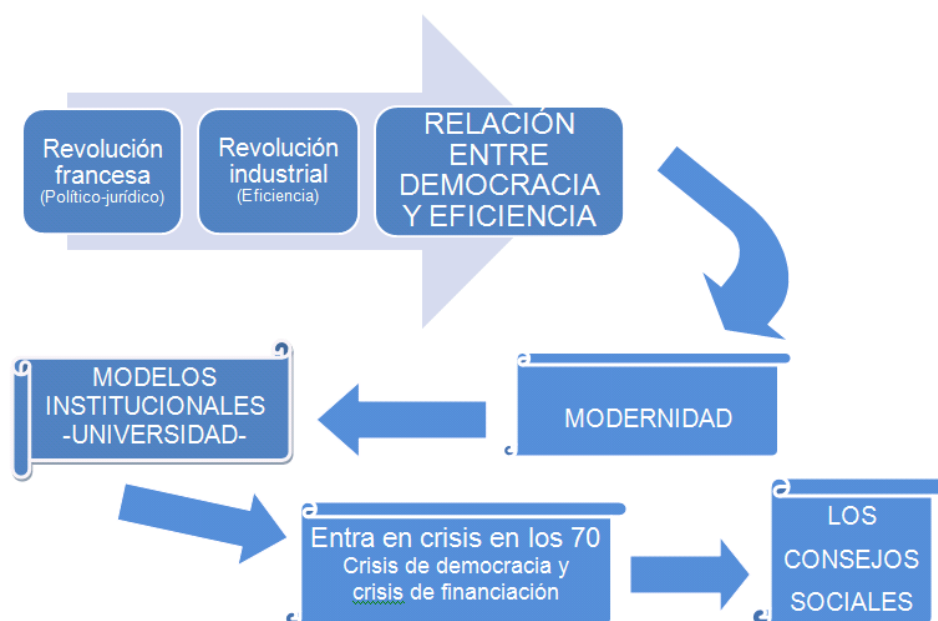 Revolución
francesa
(Político-jurídico)
Revolución
industrial
(Eficiencia)
RELACIÓN
ENTRE
DEMOCRACIA
Y EFICIENCIA
MODERNIDAD
MODELOS
INSTITUCIONALES
-UNIVERSIDAD-
Entra en crisis en los 70
Crisis de democracia y
crisis de financiación
LOS
CONSEJOS
SOCIALES